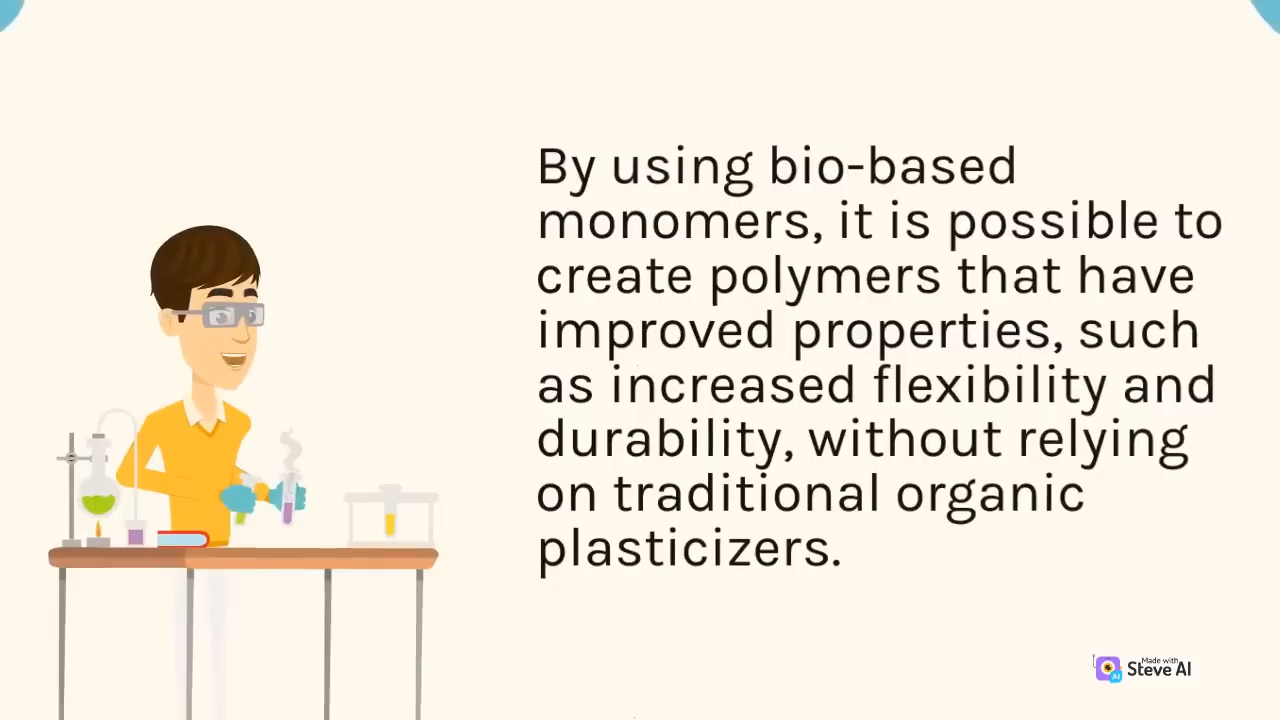 By using bio-based
monomers, it is possible to
create polymers that have
improved properties, such
as increased flexibility and
durability, without relying
on traditional organic
plasticizers.
Made with
Steve AI
AI